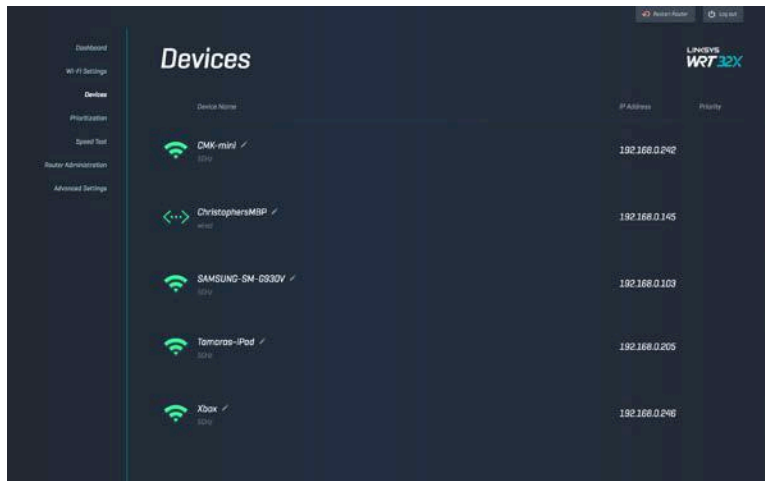 Restart Router
Log out
Dashboard
Wi-Fi Settings
Devices
Prioritization
Speed Test
Router Administration
Advanced Settings
Devices
LINKSYS
WRT32X
Device Name
IP Address
Priority
CMK-mini
5GHz
192.168.0.242
ChristophersMBP
wired
192.168.0.145
SAMSUNG-SM-G930V
5GHz
192.168.0.103
Tamaras-iPad
5GHz
192.168.0.205
Xbox
5GHz
192.168.0.246